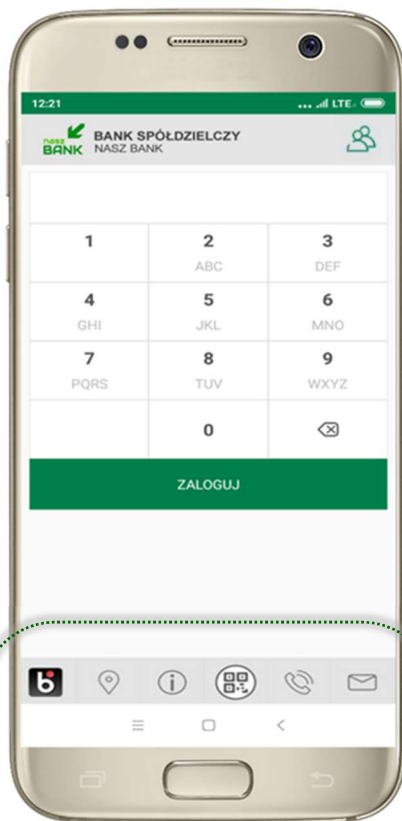 12:21 ... LTE
nasz BANK BANK SPÓŁDZIELCZY
NASZ BANK
1 2 3
ABC DEF
4 5 6
GHI JKL MNO
7 8 9
PQRS TUV WXYZ
0
ZALOGUJ
b